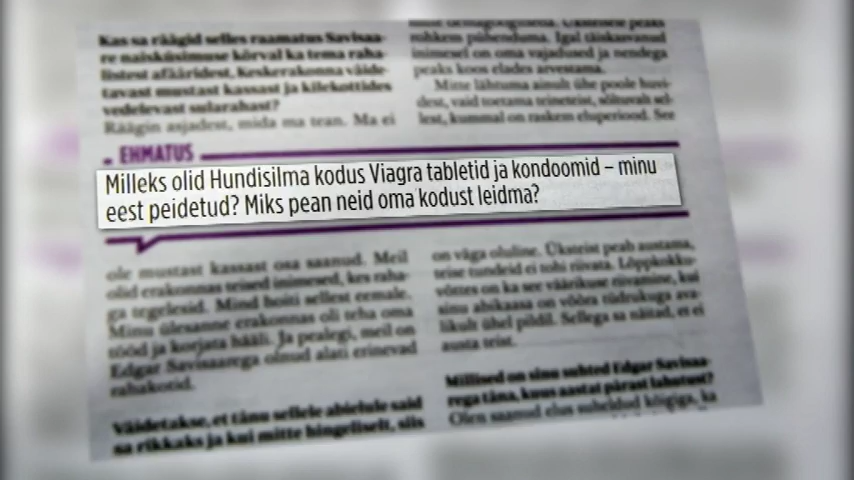 Kas sa räägid selles raamatus Savisaa-
re naisküsimuse kõrval ka tema raha-
listest afääridest, Keskerakonna väide-
tavast mustast kassast ja kilekottides
vedelevast sularahast?
Räägin asjadest, mida ma tean. Ma ei
rohkem pühenduma. Igal täiskasvanud
inimesel on oma vajadused ja nendega
peaks koos elades arvestama.
Mitte lähtuma ainult ühe poole huvi-
dest, vaid toetama teineteist, sõltuvalt sel-
lest, kummal on raskem eluperiood. See
EHMATUS
Milleks olid Hundisilma kodus Viagra tabletid ja kondoomid – minu
eest peidetud? Miks pean neid oma kodust leidma?
ole mustast kassast osa saanud. Meil
olid erakonnas teised inimesed, kes raha-
ga tegelesid. Mind hoiti sellest eemale.
Minu ülesanne erakonnas oli teha oma
tööd ja korjata hääli. Ja pealegi, meil on
Edgar Savisaarega olnud alati erinevad
rahakotid.
Väidetakse, et tänu sellele abielule said
sa rikkaks ja kui mitte hingeliselt, siis
on väga oluline. Üksteist peab austama,
teise tundeid ei tohi riivata. Lõppkokku-
võttes on ka see väärikuse riivamine, kui
sinu abikaasa on võõra tüdrukuga ava-
likult ühel pildil. Sellega sa näitad, et ei
austa teist.
Millised on sinu suhted Edgar Savisaa-
rega täna, kuus aastat pärast lahutust?
Olen saanud elus suheldud kõigiga, ka